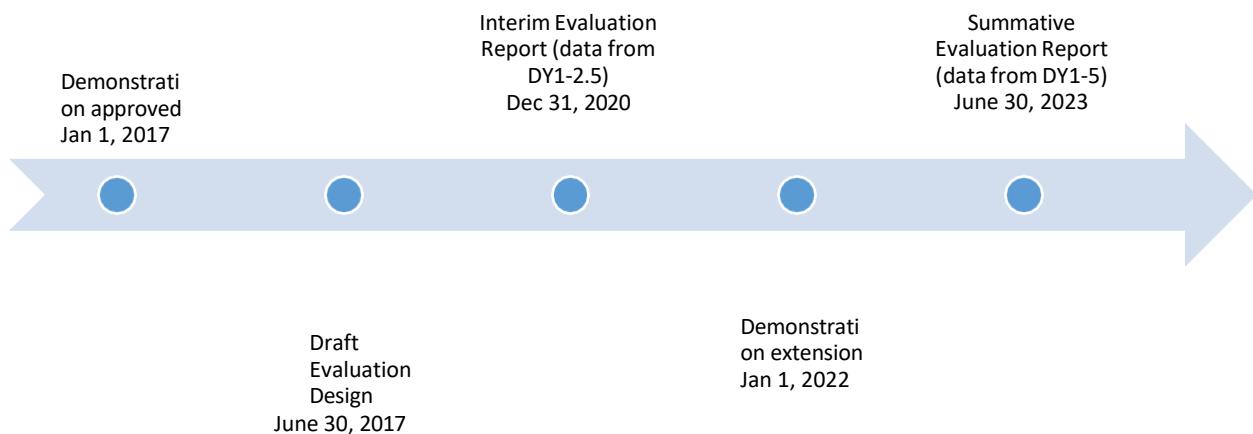 Demonstrati
on approved
Jan 1, 2017
Draft
Evaluation
Design
June 30, 2017
Interim Evaluation
Report (data from
DY1-2.5)
Dec 31, 2020
Demonstrati
on extension
Jan 1, 2022
Summative
Evaluation Report
(data from DY1-5)
June 30, 2023